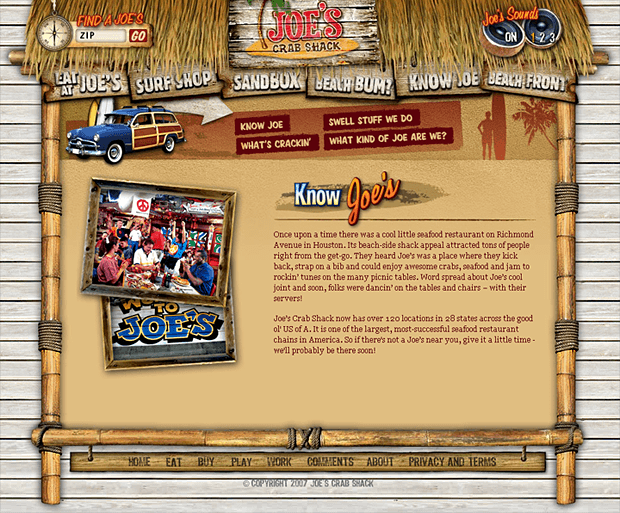 FIND A JOE'S
ZIP
GO
JOE'S
CRAB SHACK
Joe's Sounds
ON 1 2 3
EAT AT JOE'S
SURF SHOP
SANDBOX
BEACH BUM?
KNOW JOE
BEACH FRONT
KNOW JOE
SWELL STUFF WE DO
WHAT'S CRACKIN'
WHAT KIND OF JOE ARE WE?
Know Joe's
Once upon a time there was a cool little seafood restaurant on Richmond
Avenue in Houston. Its beach-side shack appeal attracted tons of people
right from the get-go. They heard Joe's was a place where they kick
back, strap on a bib and could enjoy awesome crabs, seafood and jam to
rockin' tunes on the many picnic tables. Word spread about Joe's cool
joint and soon, folks were dancin' on the tables and chairs – with their
servers!
Joe's Crab Shack now has over 120 locations in 28 states across the good
ol' US of A. It is one of the largest, most-successful seafood restaurant
chains in America. So if there's not a Joe's near you, give it a little time -
we'll probably be there soon!
TO
JOE'S
HOME EAT BUY PLAY WORK COMMENTS ABOUT PRIVACY AND TERMS
© COPYRIGHT 2007 JOE'S CRAB SHACK